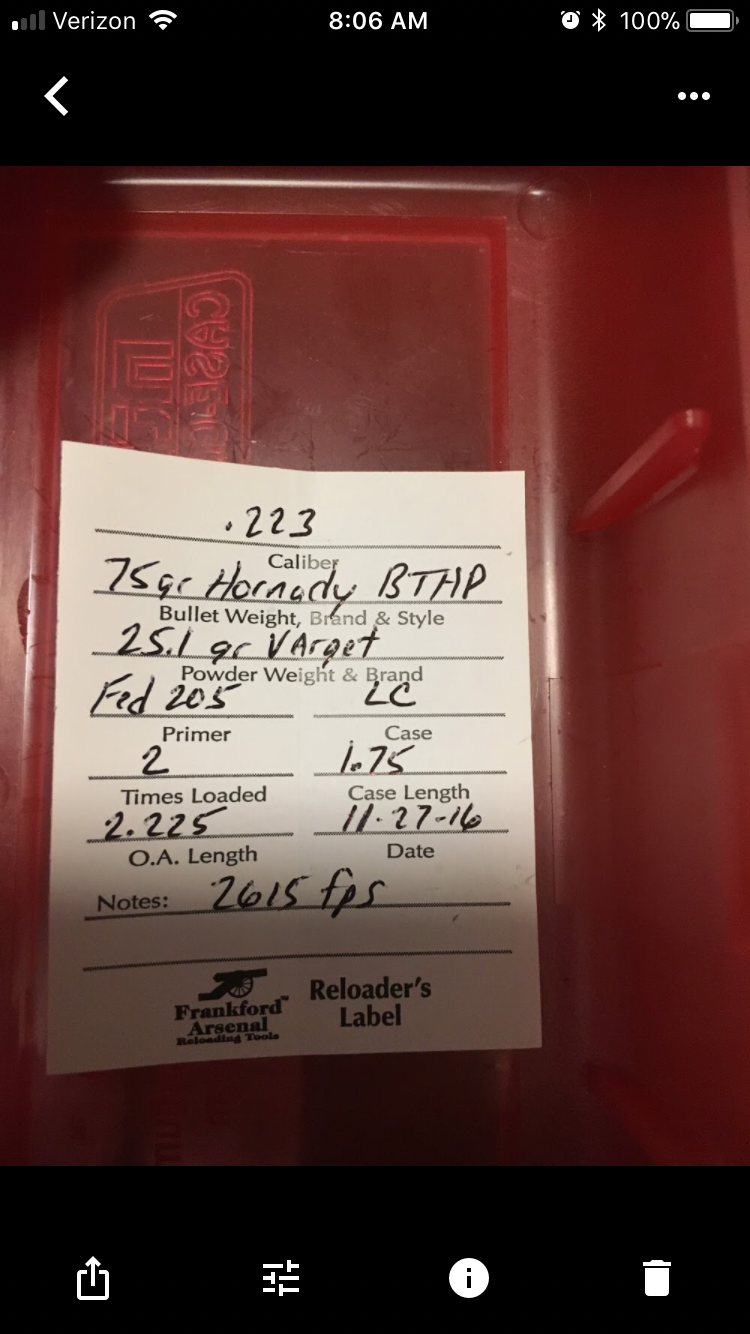 Verizon 8:06 AM 100%
CASE-
.223
Caliber
75gr Hornady BTHP
Bullet Weight, Brand & Style
25.1 gr VArget
Powder Weight & Brand
Fed 205 LC
Primer Case
2 1.75
Times Loaded Case Length
2.225 11-27-16
O.A. Length Date
Notes: 2615 fps
Frankford™ Reloader's
Arsenal Label
Reloading Tools